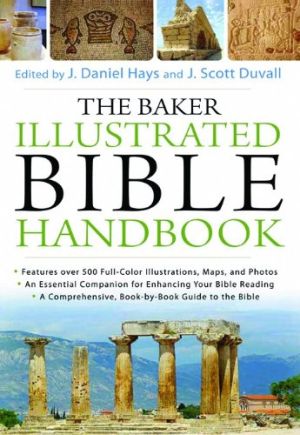 Edited by J. Daniel Hays and J. Scott Duvall
THE BAKER
ILLUSTRATED
BIBLE
HANDBOOK
• Features over 500 Full-Color Illustrations, Maps, and Photos
• An Essential Companion for Enhancing Your Bible Reading
• A Comprehensive, Book-by-Book Guide to the Bible